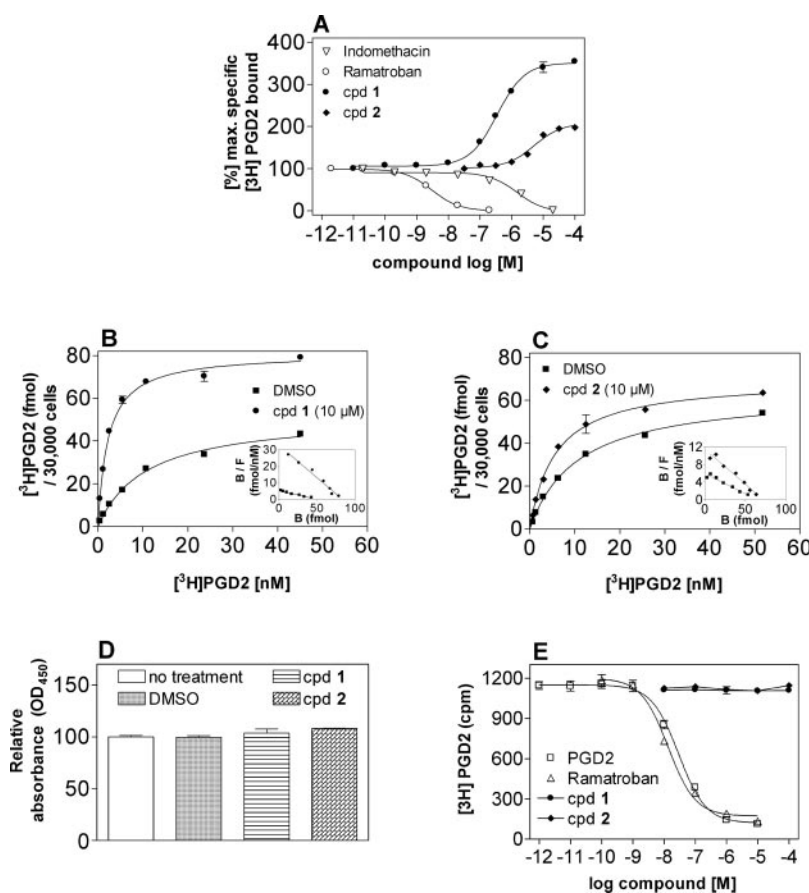 A
▽ Indomethacin
○ Ramatroban
● cpd 1
◆ cpd 2
[%] max. specific
[3H] PGD2 bound
400
300
200
100
0
-12 -11 -10 -9 -8 -7 -6 -5 -4
compound log [M]
B
[³H]PGD2 (fmol)
/ 30,000 cells
80
60
40
20
0
■ DMSO
● cpd 1 (10 µM)
B / F
(fmol/nM)
30
20
10
0
0 50 100
B (fmol)
0 10 20 30 40 50 60
[³H]PGD2 [nM]
C
[³H]PGD2 (fmol)
/ 30,000 cells
80
60
40
20
0
■ DMSO
◆ cpd 2 (10 µM)
B / F
(fmol/nM)
12
8
4
0
0 50 100
B (fmol)
0 10 20 30 40 50 60
[³H]PGD2 [nM]
D
Relative
absorbance (OD₄₅₀)
150
100
50
0
no treatment
DMSO
cpd 1
cpd 2
E
[3H] PGD2 (cpm)
1200
900
600
300
0
□ PGD2
△ Ramatroban
● cpd 1
◆ cpd 2
-12 -11 -10 -9 -8 -7 -6 -5 -4
log compound [M]